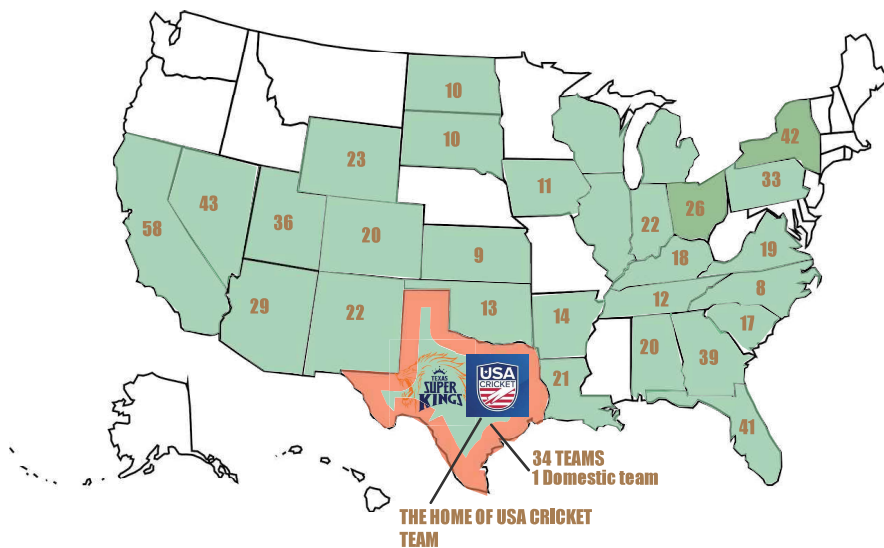 10
42
10
23
33
11
43
22
26
36
58
20
19
9
18
8
29
12
13
22
14
17
20
39
21
TEXAS
SUPER
KINGS
USA
CRICKET
41
34 TEAMS
1 Domestic team
THE HOME OF USA CRICKET
TEAM